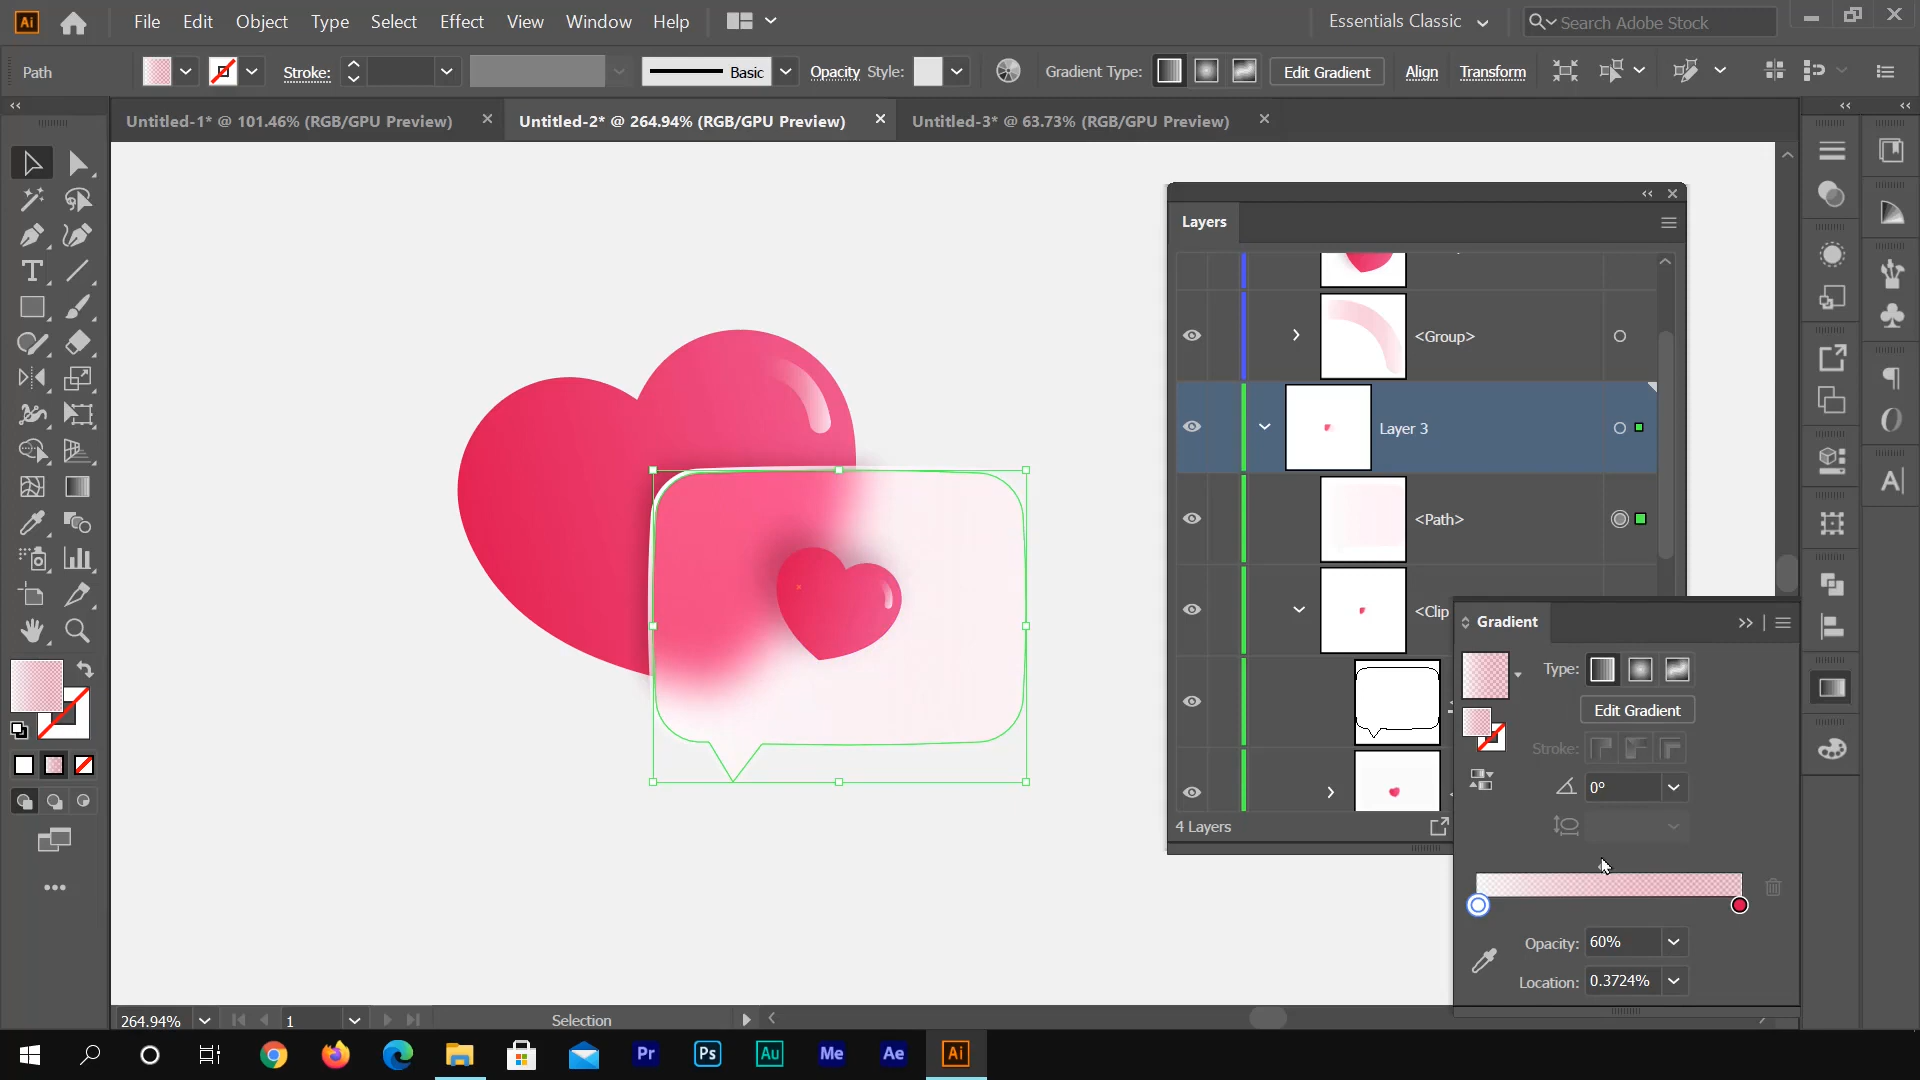 Ai File Edit Object Type Select Effect View Window Help Essentials Classic Search Adobe Stock
Path Stroke: Basic Opacity Style: Gradient Type: Edit Gradient Align Transform
Untitled-1* @ 101.46% (RGB/GPU Preview) Untitled-2* @ 264.94% (RGB/GPU Preview) Untitled-3* @ 63.73% (RGB/GPU Preview)
Layers
<Group>
Layer 3
<Path>
<Clip
4 Layers
Gradient
Type:
Edit Gradient
Stroke:
0°
Opacity: 60%
Location: 0.3724%
264.94% 1 Selection
Pr Ps Au Me Ae Ai